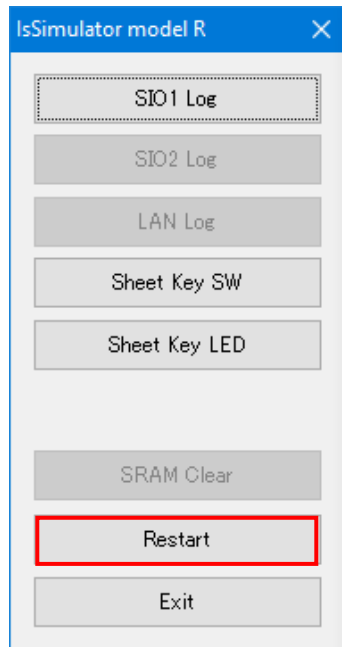 IsSimulator model R
SIO1 Log
SIO2 Log
LAN Log
Sheet Key SW
Sheet Key LED
SRAM Clear
Restart
Exit